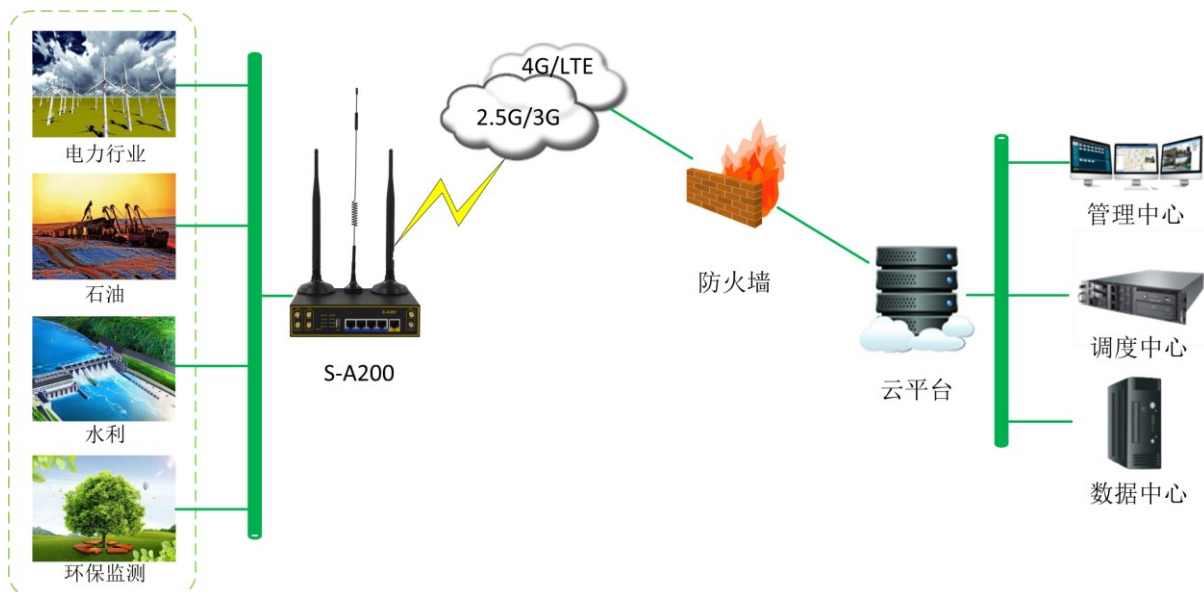 电力行业
石油
水利
环保监测
S-A200
S-A200
4G/LTE
2.5G/3G
防火墙
云平台
管理中心
调度中心
数据中心